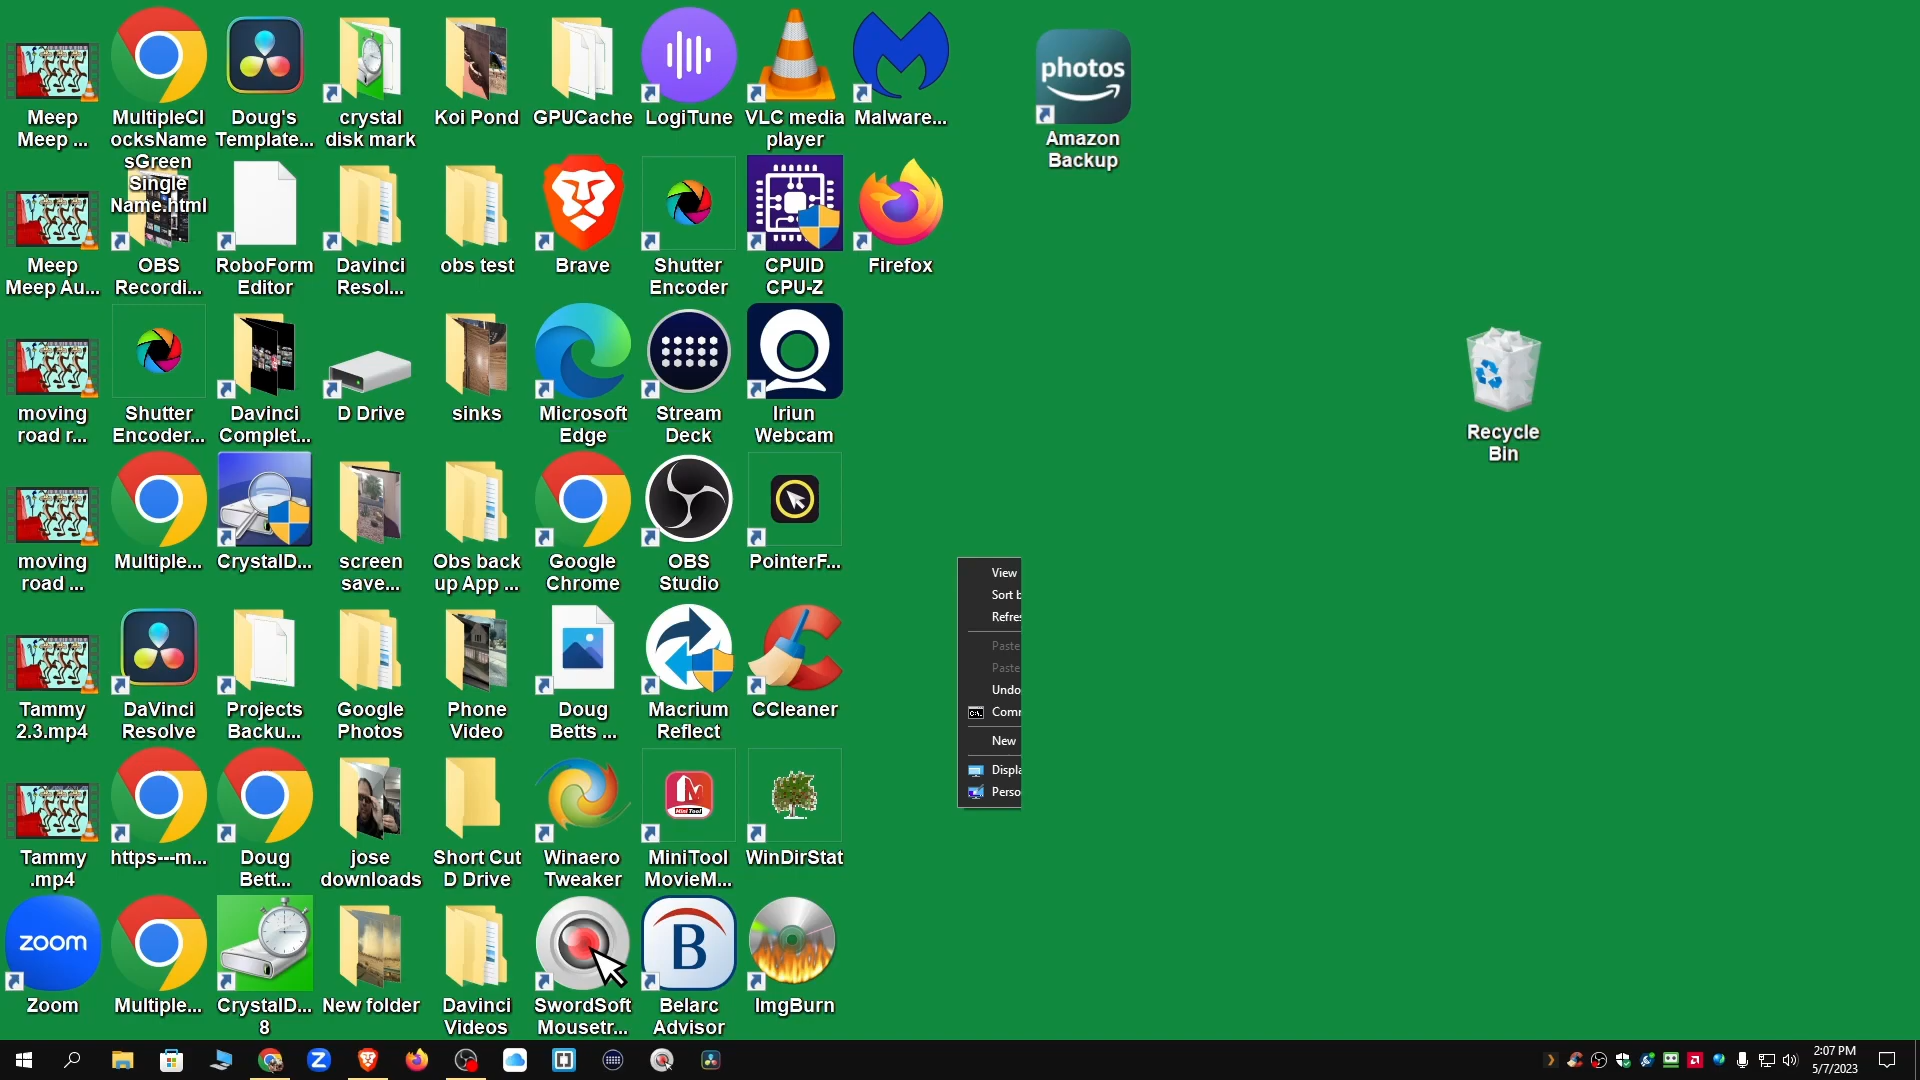 Meep
Meep ...
MultipleCl
ocksName
sGreen
Single
Name.html
Doug's
Template...
crystal
disk mark
Koi Pond
GPUCache
LogiTune
VLC media
player
Malware...
photos
Amazon
Backup
Meep
Meep Au...
OBS
Recordi...
RoboForm
Editor
Davinci
Resol...
obs test
Brave
Shutter
Encoder
CPUID
CPU-Z
Firefox
moving
road r...
Shutter
Encoder...
Davinci
Complet...
D Drive
sinks
Microsoft
Edge
Stream
Deck
Iriun
Webcam
Recycle
Bin
moving
road ...
Multiple...
CrystalD...
screen
save...
Obs back
up App ...
Google
Chrome
OBS
Studio
PointerF...
Tammy
2.3.mp4
DaVinci
Resolve
Projects
Backu...
Google
Photos
Phone
Video
Doug
Betts ...
Macrium
Reflect
CCleaner
View
Sort b
Refres
Paste
Paste
Undo
Comr
New
Displa
Perso
Tammy
.mp4
https---m...
Doug
Bett...
jose
downloads
Short Cut
D Drive
Winaero
Tweaker
M
Mini Tool
MiniTool
MovieM...
WinDirStat
zoom
Zoom
Multiple...
CrystalD...
8
New folder
Davinci
Videos
SwordSoft
Mousetr...
B
Belarc
Advisor
ImgBurn
2:07 PM
5/7/2023